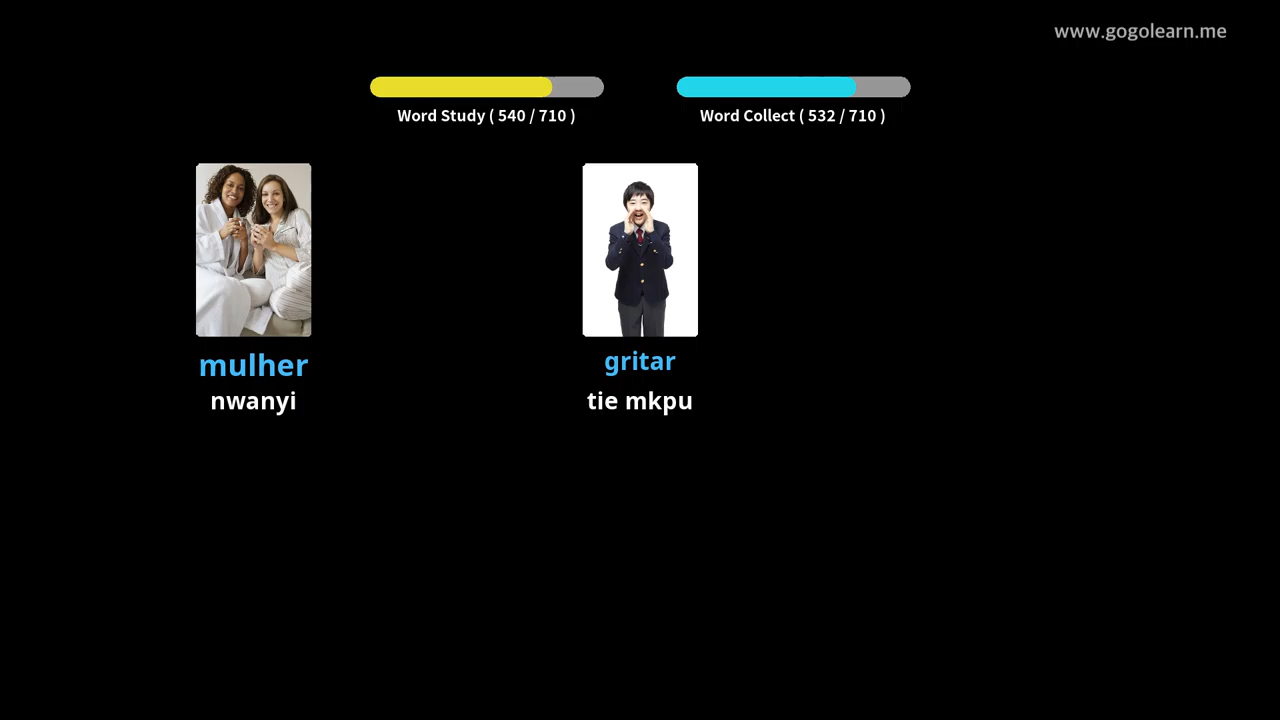 www.gogolearn.me
Word Study ( 540 / 710 )
Word Collect ( 532 / 710 )
mulher
nwanyi
gritar
tie mkpu